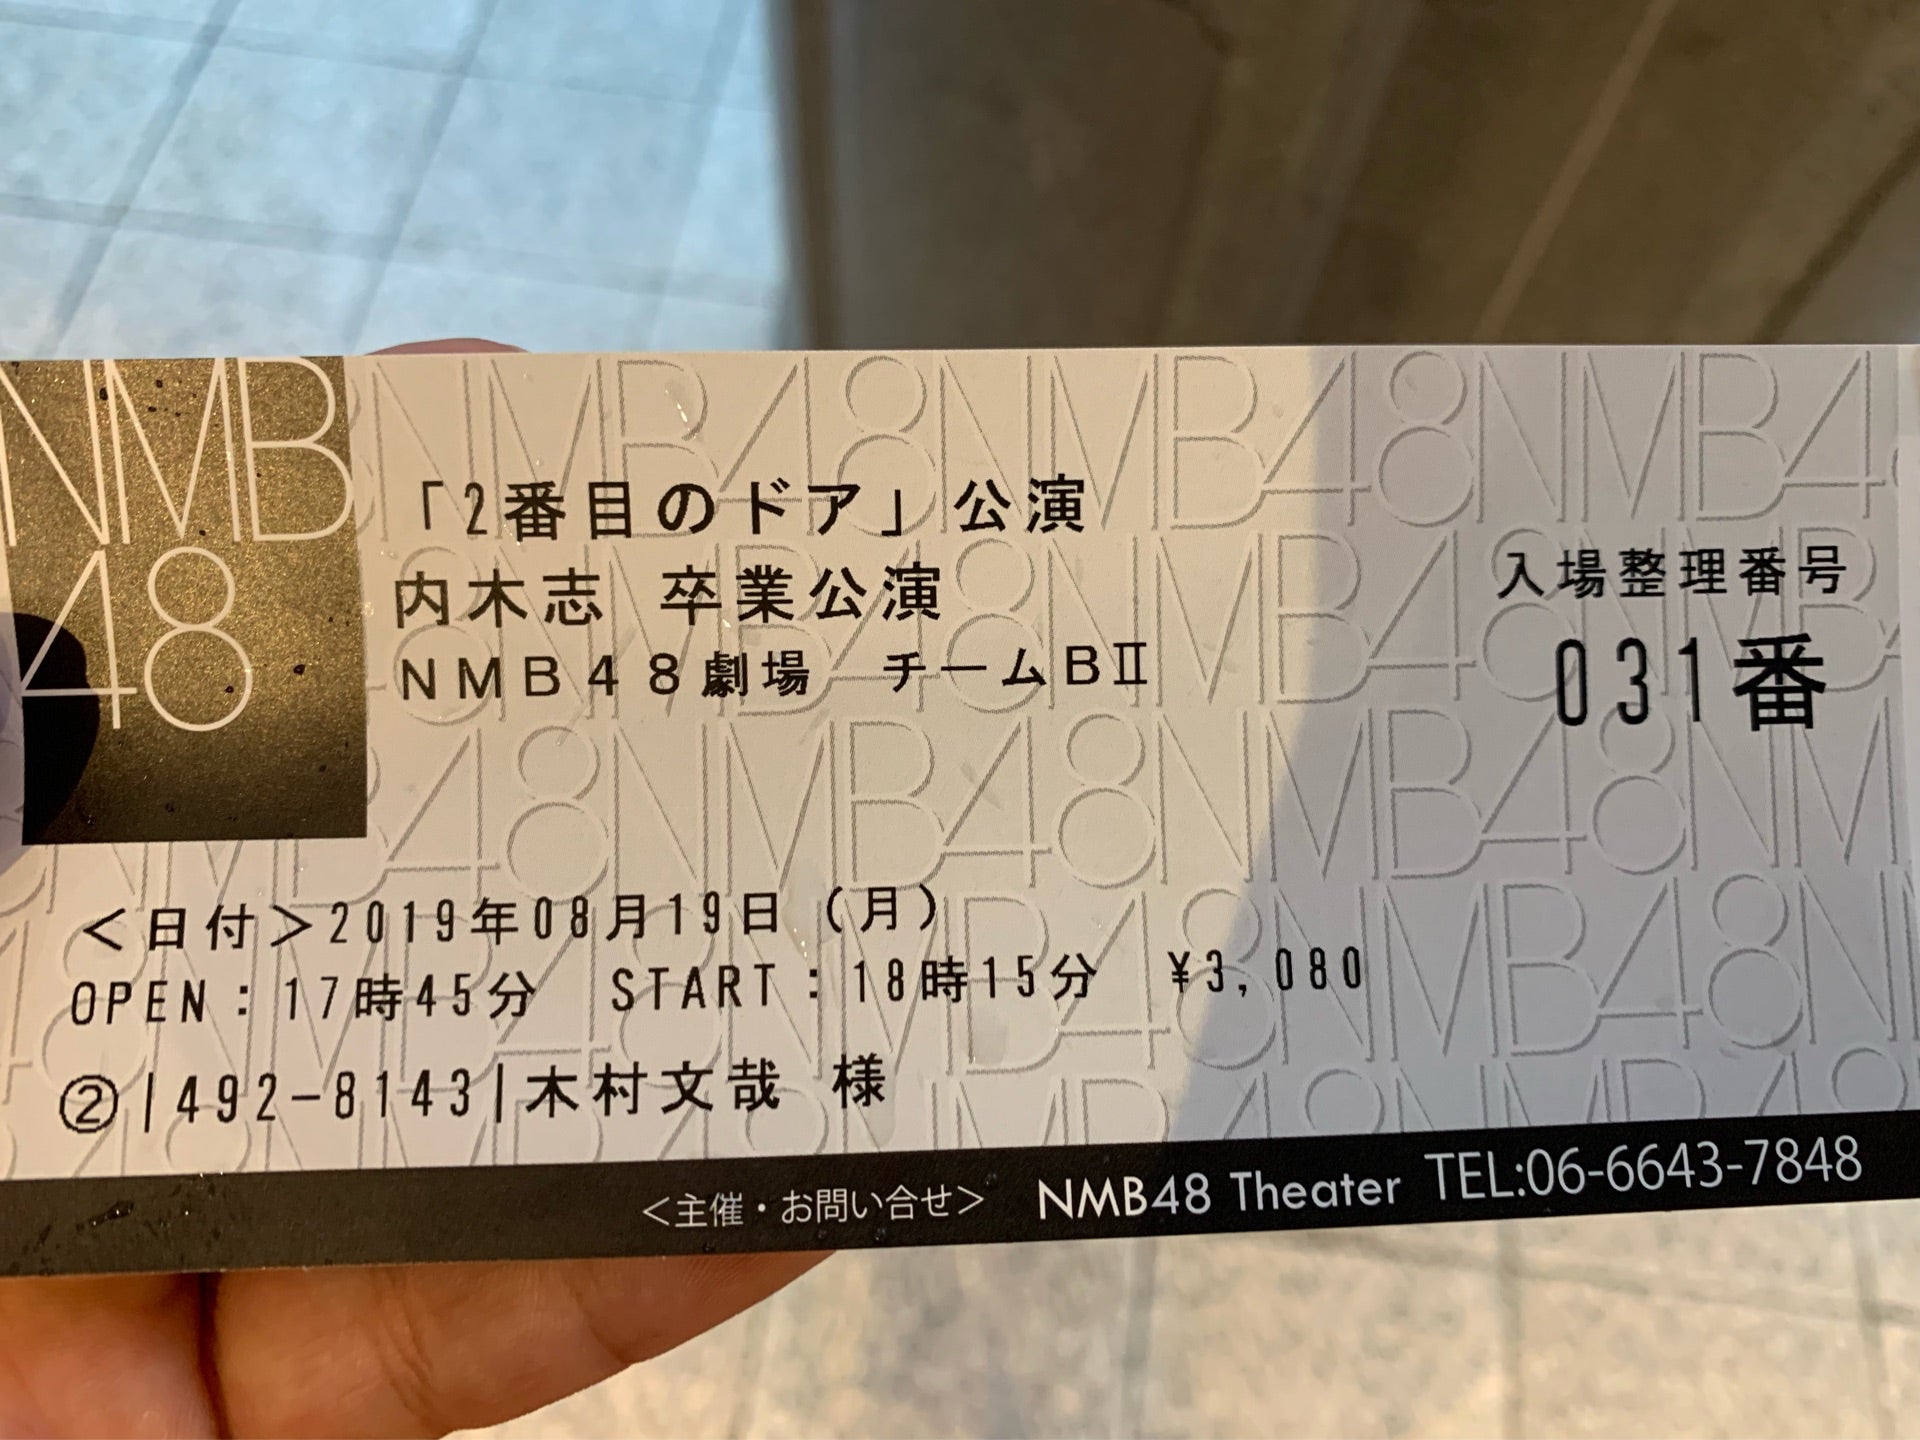 NMB
48
「2番目のドア」公演
内木志 卒業公演
NMB48劇場 チームBⅡ
入場整理番号
031番
＜日付＞2019年08月19日（月）
OPEN：17時45分 START：18時15分 ¥3,080
②|492-8143|木村文哉 様
＜主催・お問い合せ＞ NMB48 Theater TEL:06-6643-7848